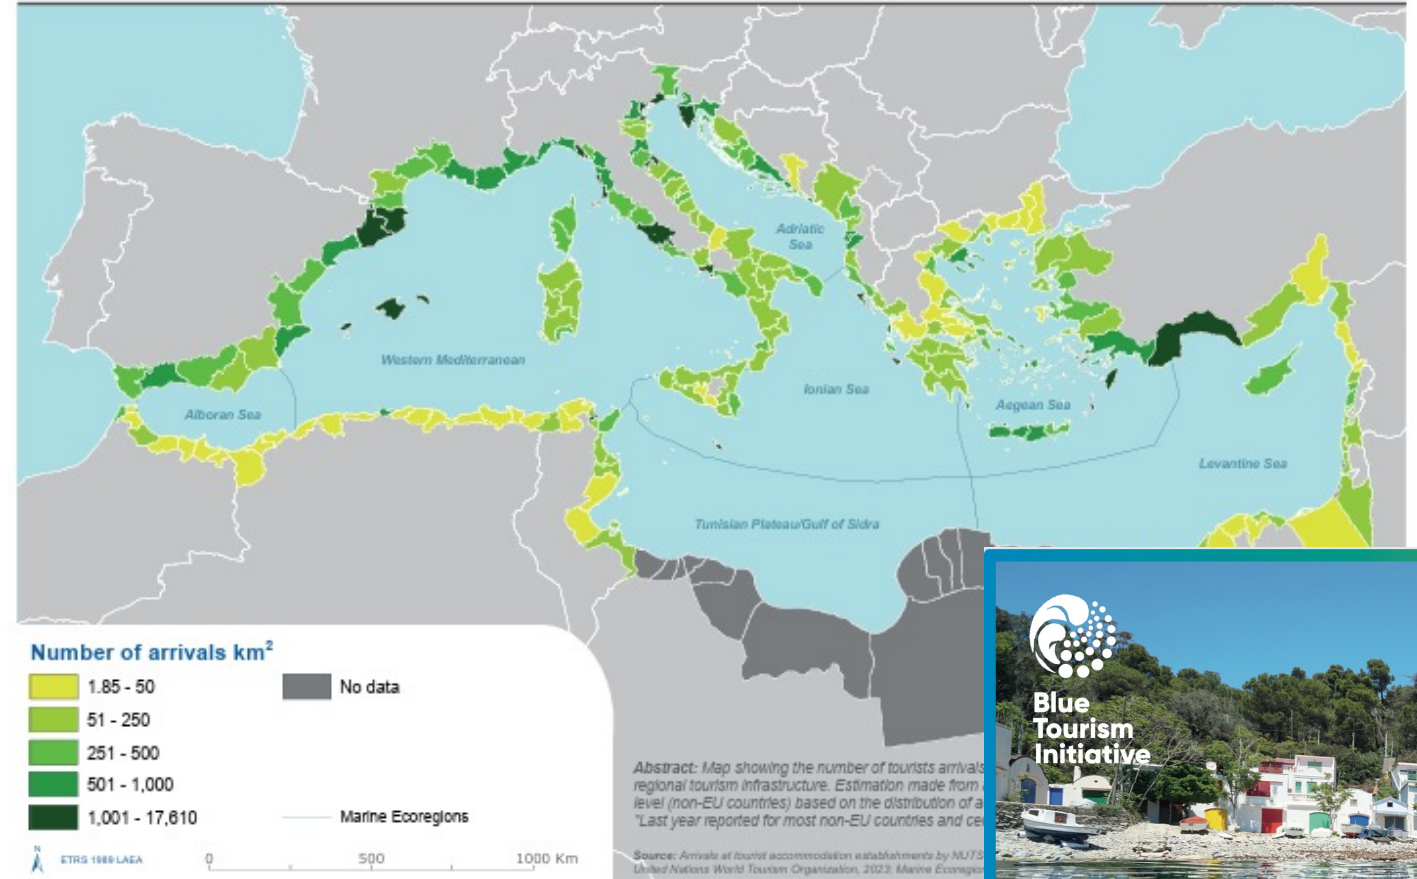 Adriatic
Sea
Western Mediterranean
Ionian Sea
Alboran Sea
Aegean Sea
Levantine Sea
Tunisian Plateau/Gulf of Sidra
Number of arrivals km²
1.85 - 50
No data
51 - 250
251 - 500
501 - 1,000
1,001 - 17,610
Marine Ecoregions
N
ETRS 1989 LAEA
0 500 1000 Km
Abstract: Map showing the number of tourists arrivals
regional tourism infrastructure. Estimation made from
level (non-EU countries) based on the distribution of a
*Last year reported for most non-EU countries and
Source: Arrivals at tourist accommodation establishments by NUTS
United Nations World Tourism Organization, 2023; Marine
Blue
Tourism
Initiative